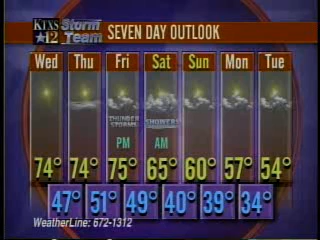 KTXS Storm
★12 Team
SEVEN DAY OUTLOOK
Wed Thu Fri Sat Sun Mon Tue
THUNDER
STORMS SHOWERS
PM AM
74° 74° 75° 65° 60° 57° 54°
47° 51° 49° 40° 39° 34°
WeatherLine: 672-1312